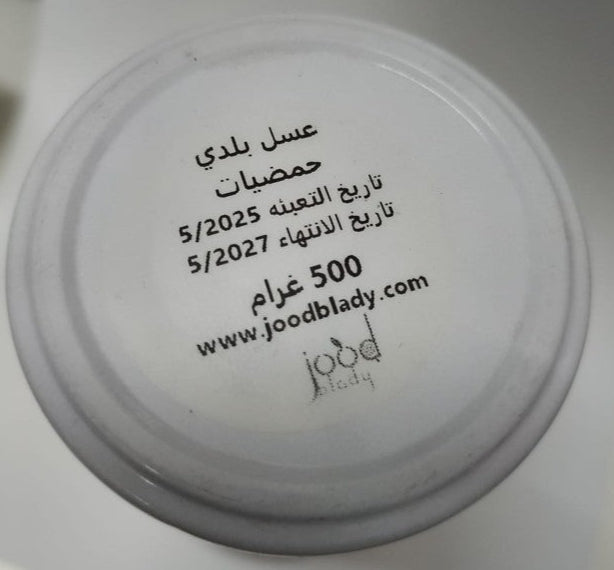 عسل بلدي
حمضيات
تاريخ التعبئه 5/2025
تاريخ الانتهاء 5/2027
500 غرام
www.joodblady.com
jood
blady